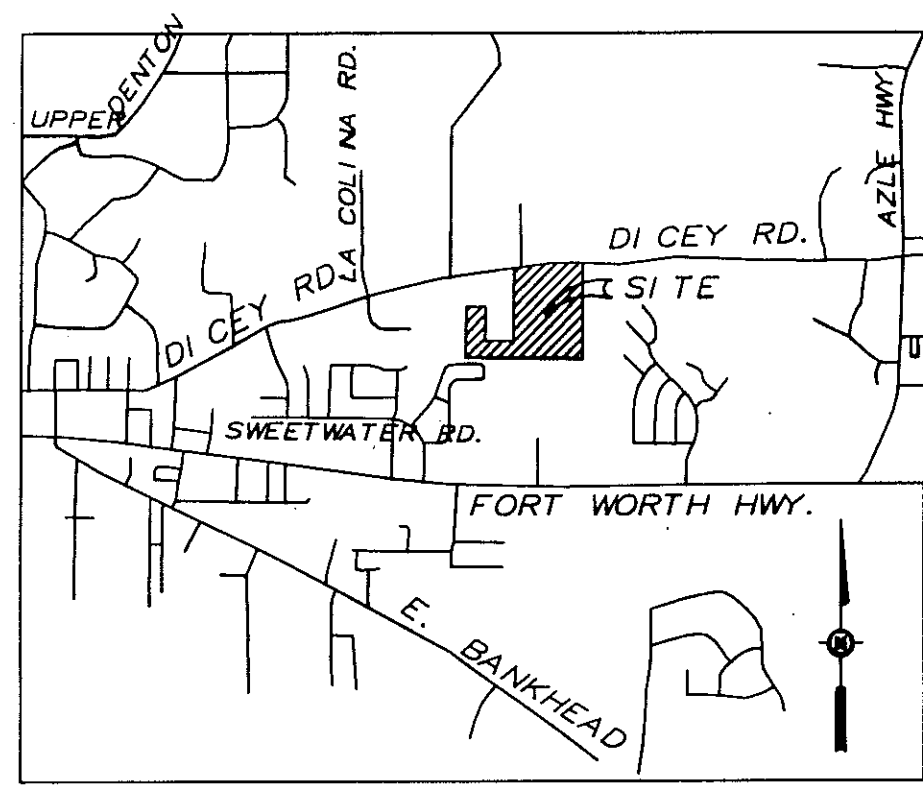 UPPER DENTON
LA COLINA RD.
AZLE HWY
DICEY RD.
DICEY RD.
SITE
SWEETWATER RD.
FORT WORTH HWY.
E. BANKHEAD
N